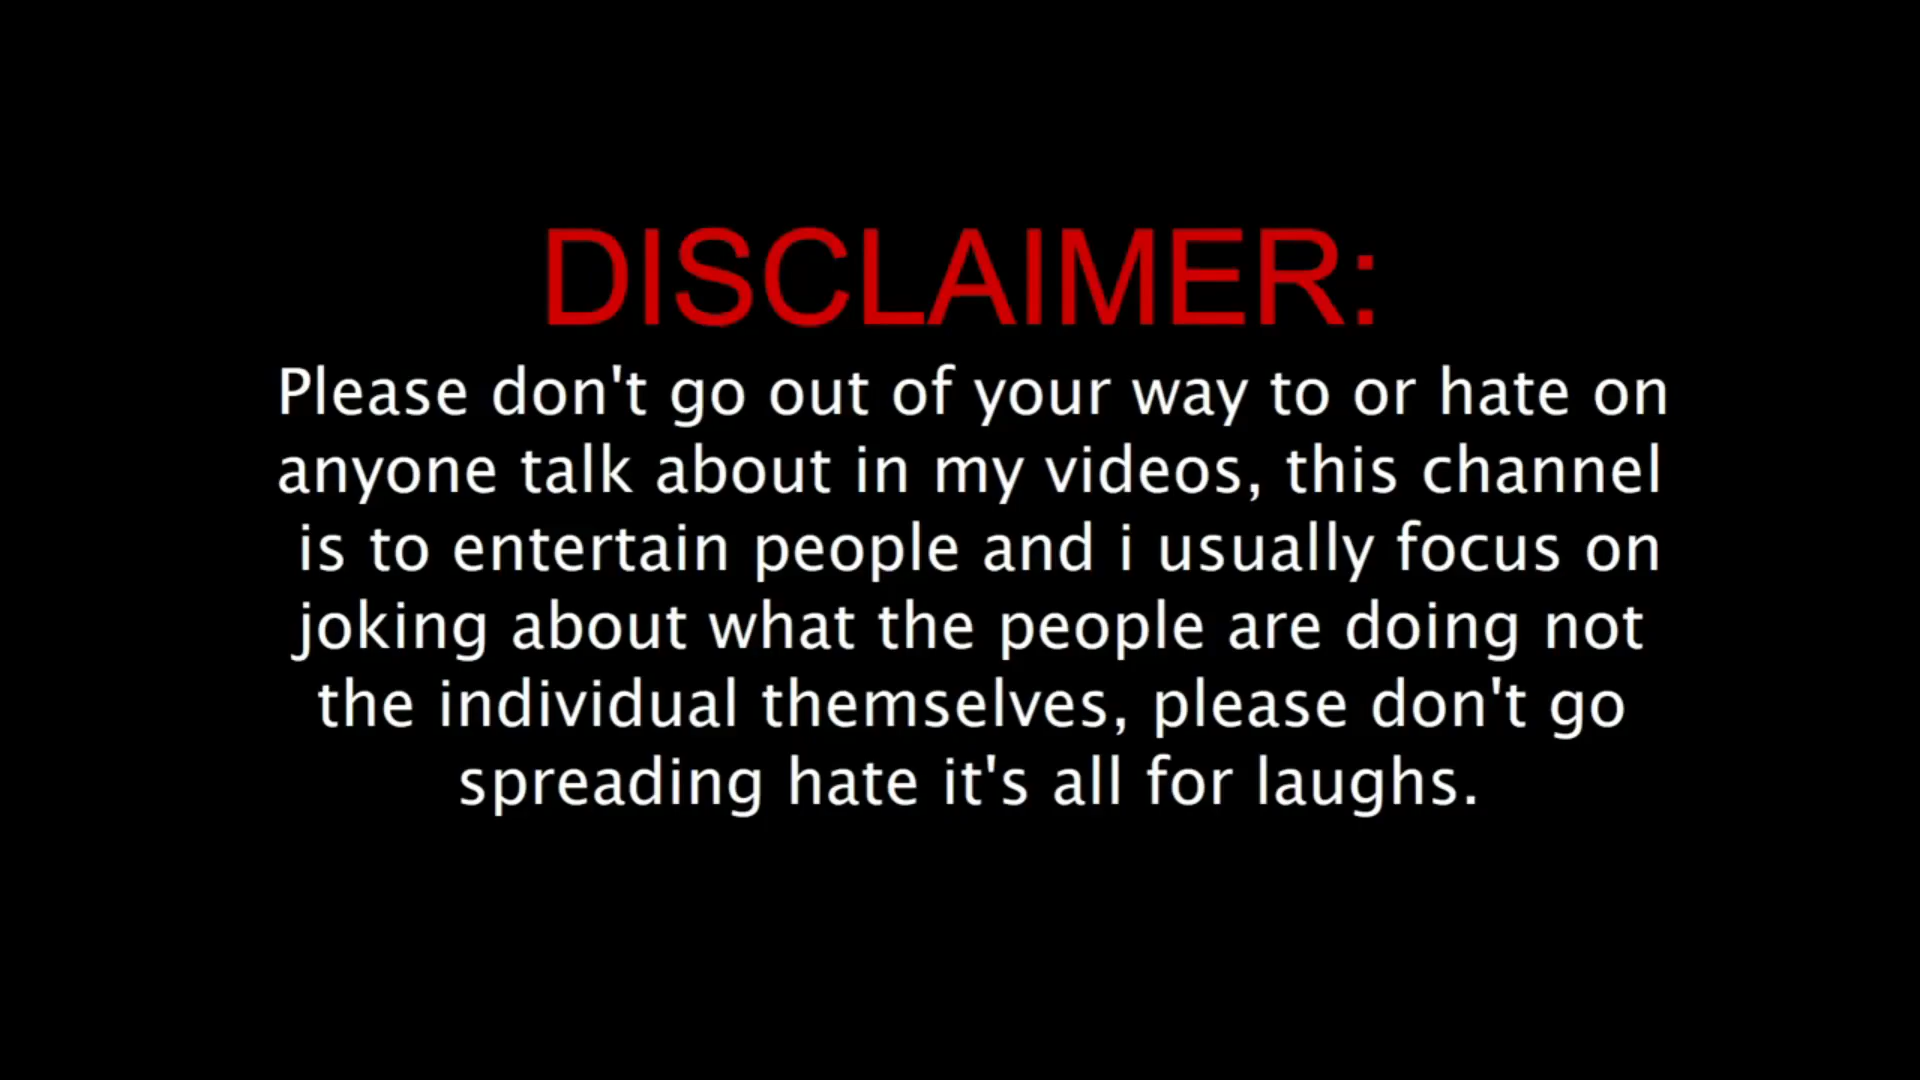 DISCLAIMER:
Please don't go out of your way to or hate on
anyone talk about in my videos, this channel
is to entertain people and i usually focus on
joking about what the people are doing not
the individual themselves, please don't go
spreading hate it's all for laughs.